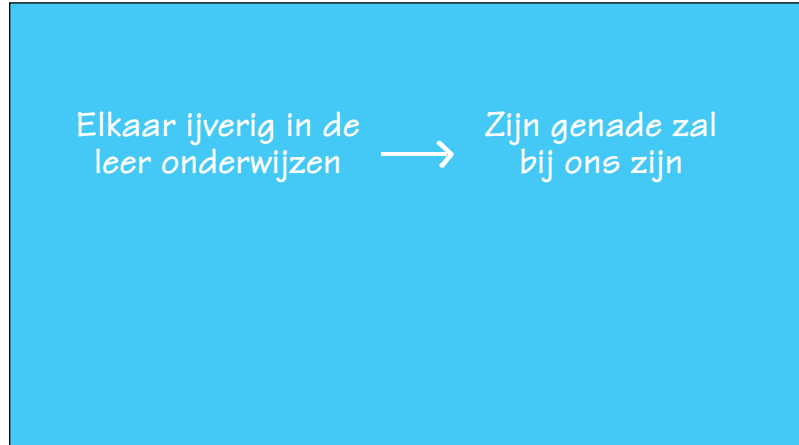 Elkaar ijverig in de
leer onderwijzen
Zijn genade zal
bij ons zijn